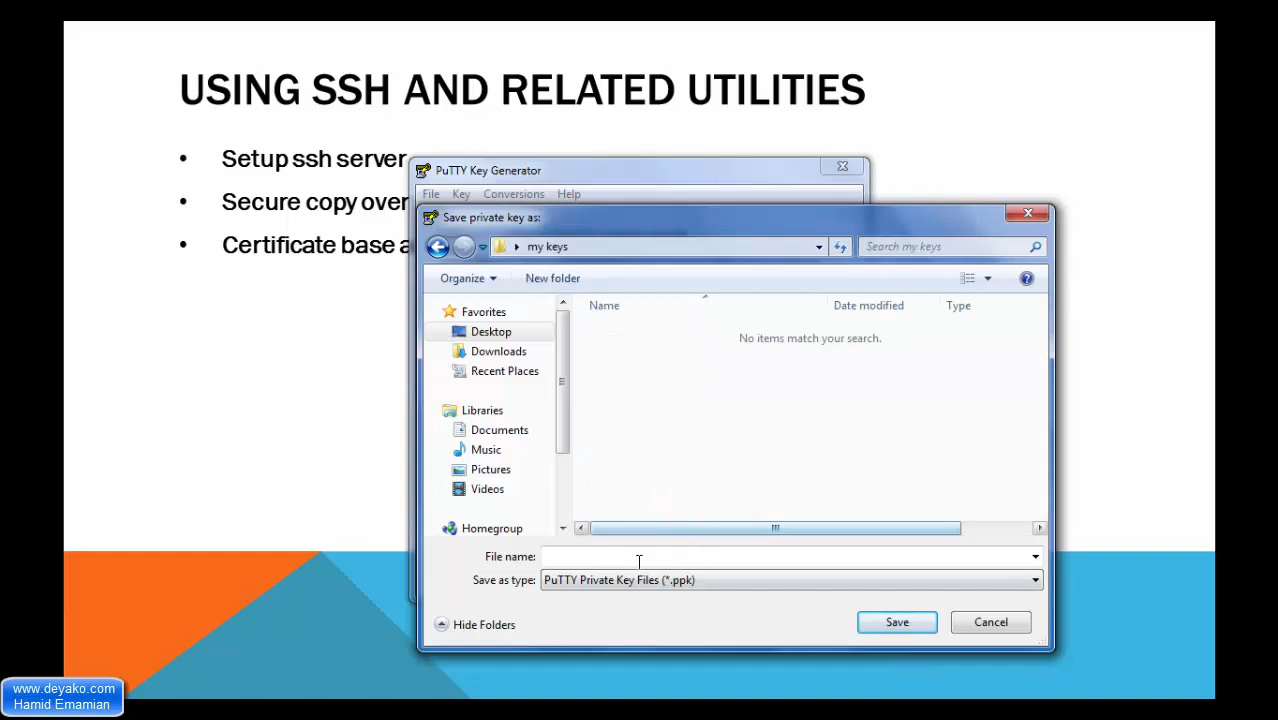 USING SSH AND RELATED UTILITIES
• Setup ssh server
• Secure copy over
• Certificate base a
PuTTY Key Generator
File Key Conversions Help
Save private key as:
my keys
Search my keys
Organize New folder
Name Date modified Type
No items match your search.
Favorites
Desktop
Downloads
Recent Places
Libraries
Documents
Music
Pictures
Videos
Homegroup
File name:
Save as type: PuTTY Private Key Files (*.ppk)
Hide Folders Save Cancel
www.deyako.com
Hamid Emamian